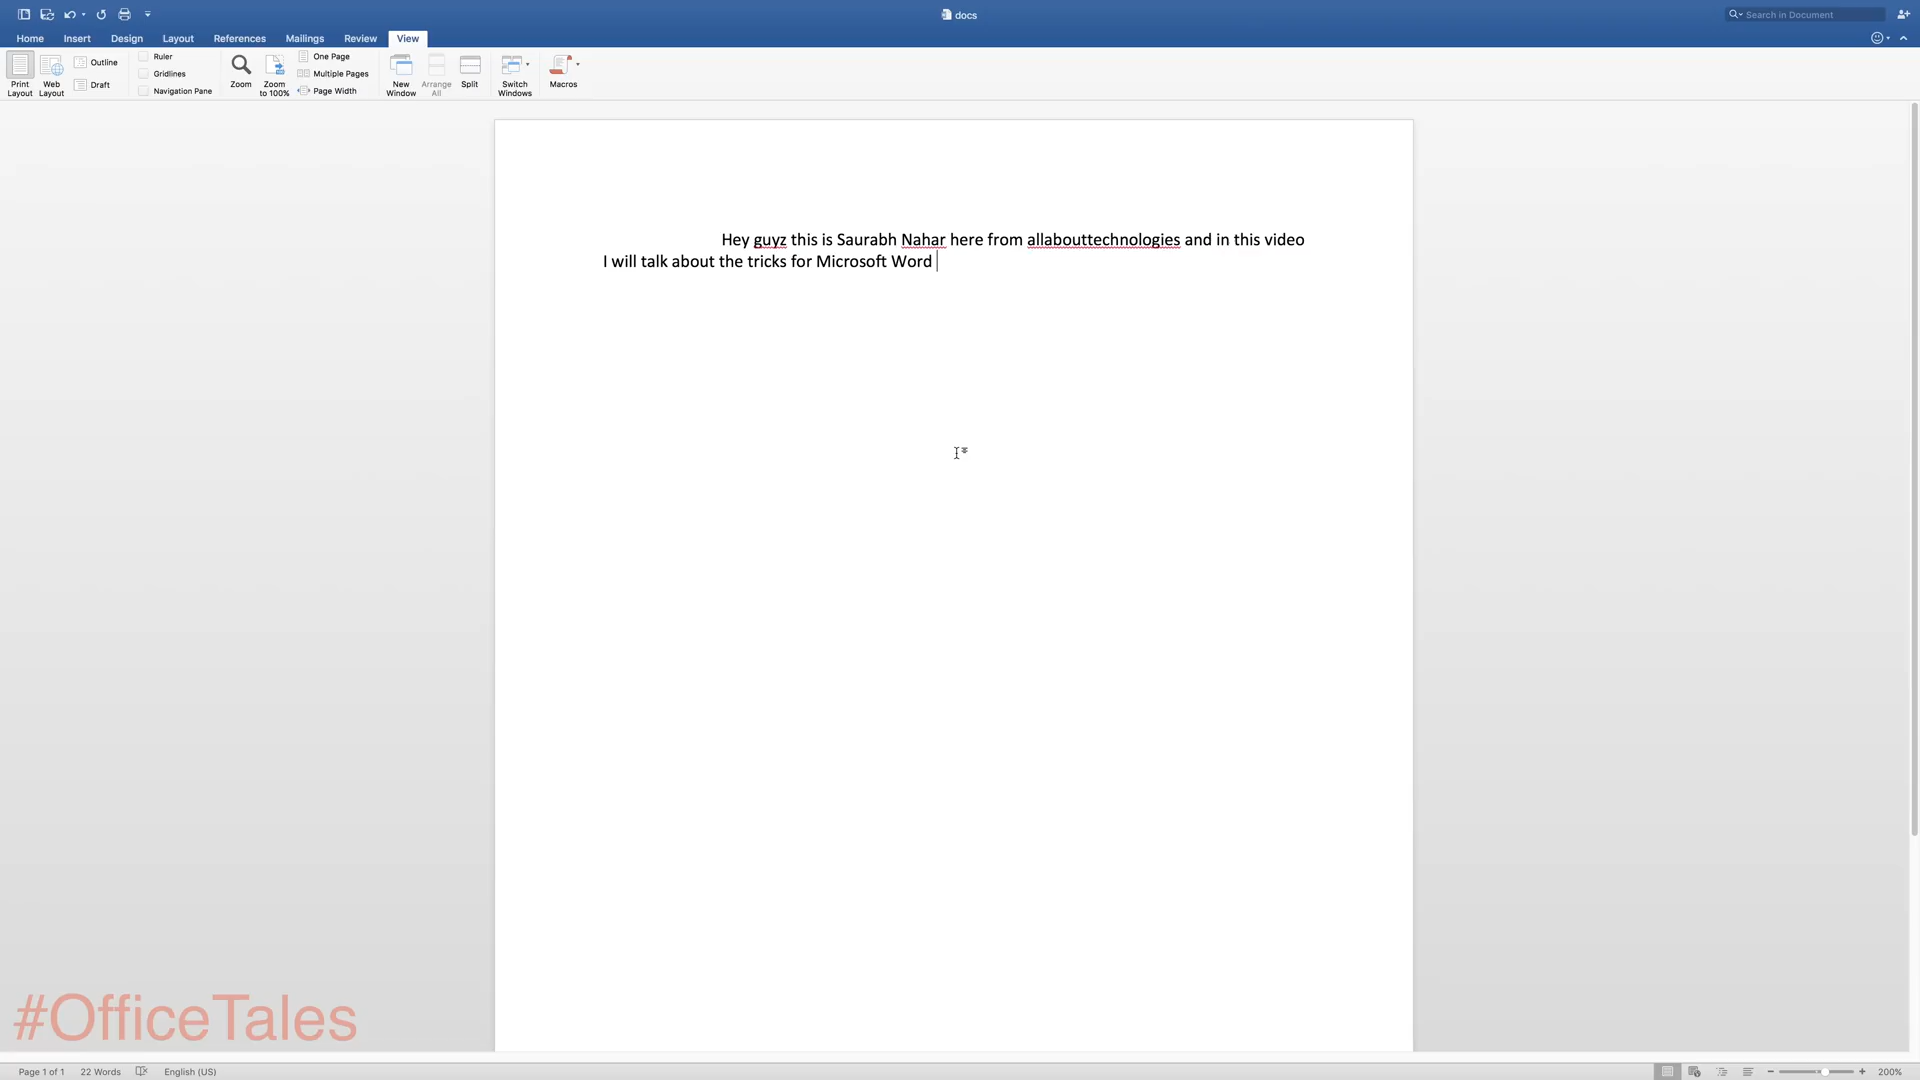 docs
Search in Document
Home Insert Design Layout References Mailings Review View
Print Layout
Web Layout
Outline
Draft
Ruler
Gridlines
Navigation Pane
Zoom
Zoom to 100%
One Page
Multiple Pages
Page Width
New Window
Arrange All
Split
Switch Windows
Macros
Hey guyz this is Saurabh Nahar here from allabouttechnologies and in this video
I will talk about the tricks for Microsoft Word
#OfficeTales
Page 1 of 1 22 Words English (US) 200%